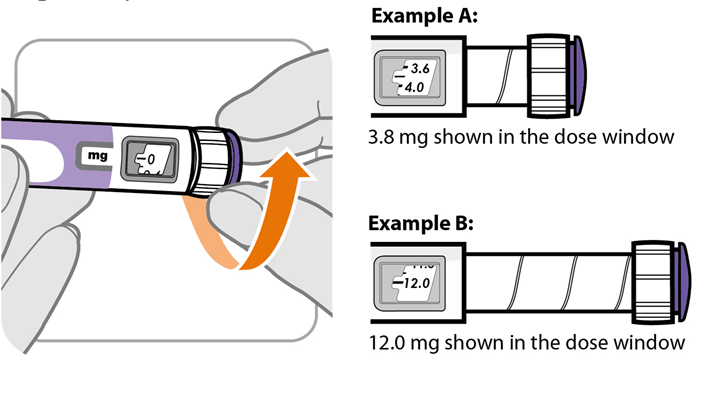 mg
0
Example A:
3.6
4.0
3.8 mg shown in the dose window
Example B:
12.0
12.0 mg shown in the dose window